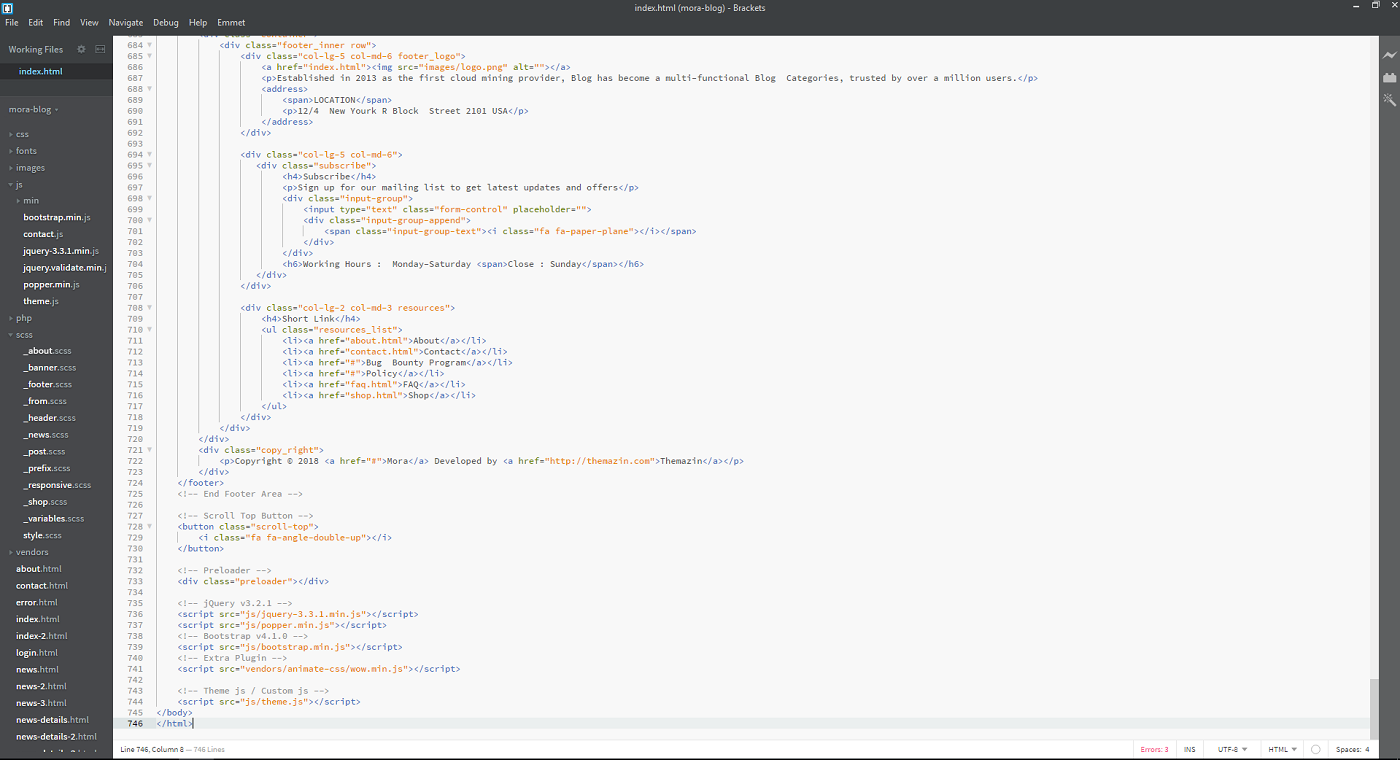 index.html (mora-blog) - Brackets
File Edit Find View Navigate Debug Help Emmet
Working Files
index.html
mora-blog
css
fonts
images
js
min
bootstrap.min.js
contact.js
jquery-3.3.1.min.js
jquery.validate.min.j
popper.min.js
theme.js
php
scss
_about.scss
_banner.scss
_footer.scss
_from.scss
_header.scss
_news.scss
_post.scss
_prefix.scss
_responsive.scss
_shop.scss
_variables.scss
style.scss
vendors
about.html
contact.html
error.html
index.html
index-2.html
login.html
news.html
news-2.html
news-3.html
news-details.html
news-details-2.html
684 <div class="footer_inner row">
685 <div class="col-lg-5 col-md-6 footer_logo">
686 <a href="index.html"><img src="images/logo.png" alt=""></a>
687 <p>Established in 2013 as the first cloud mining provider, Blog has become a multi-functional Blog  Categories, trusted by over a million users.</p>
688 <address>
689 <span>LOCATION</span>
690 <p>12/4  New Yourk R Block  Street 2101 USA</p>
691 </address>
692 </div>
693
694 <div class="col-lg-5 col-md-6">
695 <div class="subscribe">
696 <h4>Subscribe</h4>
697 <p>Sign up for our mailing list to get latest updates and offers</p>
698 <div class="input-group">
699 <input type="text" class="form-control" placeholder="">
700 <div class="input-group-append">
701 <span class="input-group-text"><i class="fa fa-paper-plane"></i></span>
702 </div>
703 </div>
704 <h6>Working Hours :  Monday-Saturday <span>Close : Sunday</span></h6>
705 </div>
706 </div>
707
708 <div class="col-lg-2 col-md-3 resources">
709 <h4>Short Link</h4>
710 <ul class="resources_list">
711 <li><a href="about.html">About</a></li>
712 <li><a href="contact.html">Contact</a></li>
713 <li><a href="#">Bug  Bounty Program</a></li>
714 <li><a href="#">Policy</a></li>
715 <li><a href="faq.html">FAQ</a></li>
716 <li><a href="shop.html">Shop</a></li>
717 </ul>
718 </div>
719 </div>
720 </div>
721 <div class="copy_right">
722 <p>Copyright © 2018 <a href="#">Mora</a> Developed by <a href="http://themazin.com">Themazin</a></p>
723 </div>
724 </footer>
725 <!-- End Footer Area -->
726
727 <!-- Scroll Top Button -->
728 <button class="scroll-top">
729 <i class="fa fa-angle-double-up"></i>
730 </button>
731
732 <!-- Preloader -->
733 <div class="preloader"></div>
734
735 <!-- jQuery v3.2.1 -->
736 <script src="js/jquery-3.3.1.min.js"></script>
737 <script src="js/popper.min.js"></script>
738 <!-- Bootstrap v4.1.0 -->
739 <script src="js/bootstrap.min.js"></script>
740 <!-- Extra Plugin -->
741 <script src="vendors/animate-css/wow.min.js"></script>
742
743 <!-- Theme js / Custom js -->
744 <script src="js/theme.js"></script>
745 </body>
746 </html>
Line 746, Column 8 — 746 Lines
Errors: 3 INS UTF-8 HTML Spaces: 4